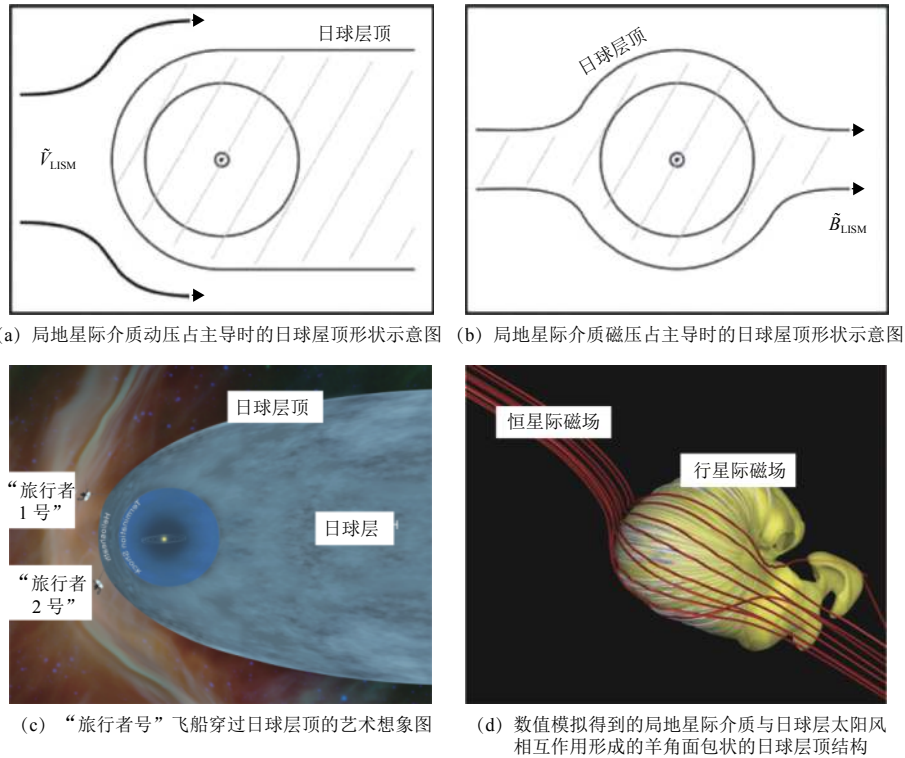 日球层顶
Ṽ LISM
日球层顶
B̃ LISM
(a) 局地星际介质动压占主导时的日球屋顶形状示意图
(b) 局地星际介质磁压占主导时的日球屋顶形状示意图
日球层顶
“旅行者
1 号”
日球层
“旅行者
2 号”
Heliosheath
Termination Shock
恒星际磁场
行星际磁场
(c) “旅行者号”飞船穿过日球层顶的艺术想象图
(d) 数值模拟得到的局地星际介质与日球层太阳风
相互作用形成的羊角面包状的日球层顶结构